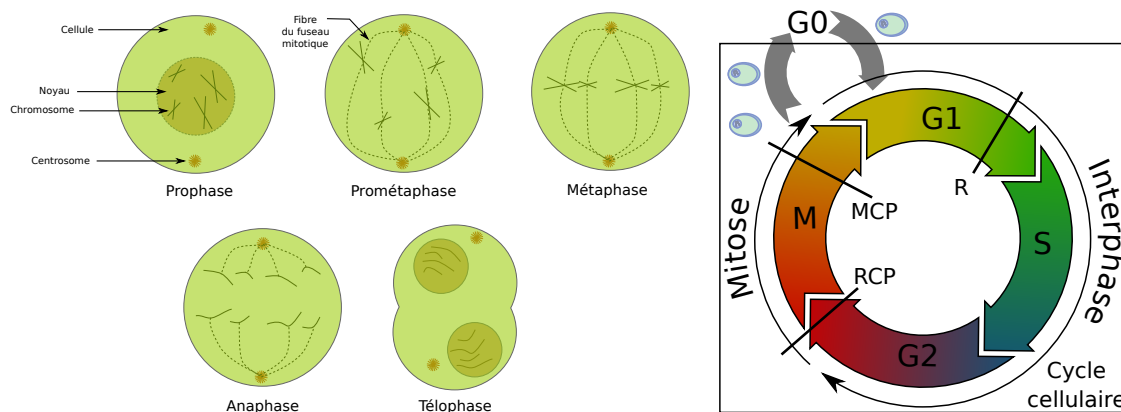 Cellule
Noyau
Chromosome
Centrosome
Prophase
Fibre
du fuseau
mitotique
Prométaphase
Métaphase
Anaphase
Télophase
G0
G1
R
S
Interphase
MCP
M
Mitose
RCP
G2
Cycle
cellulaire